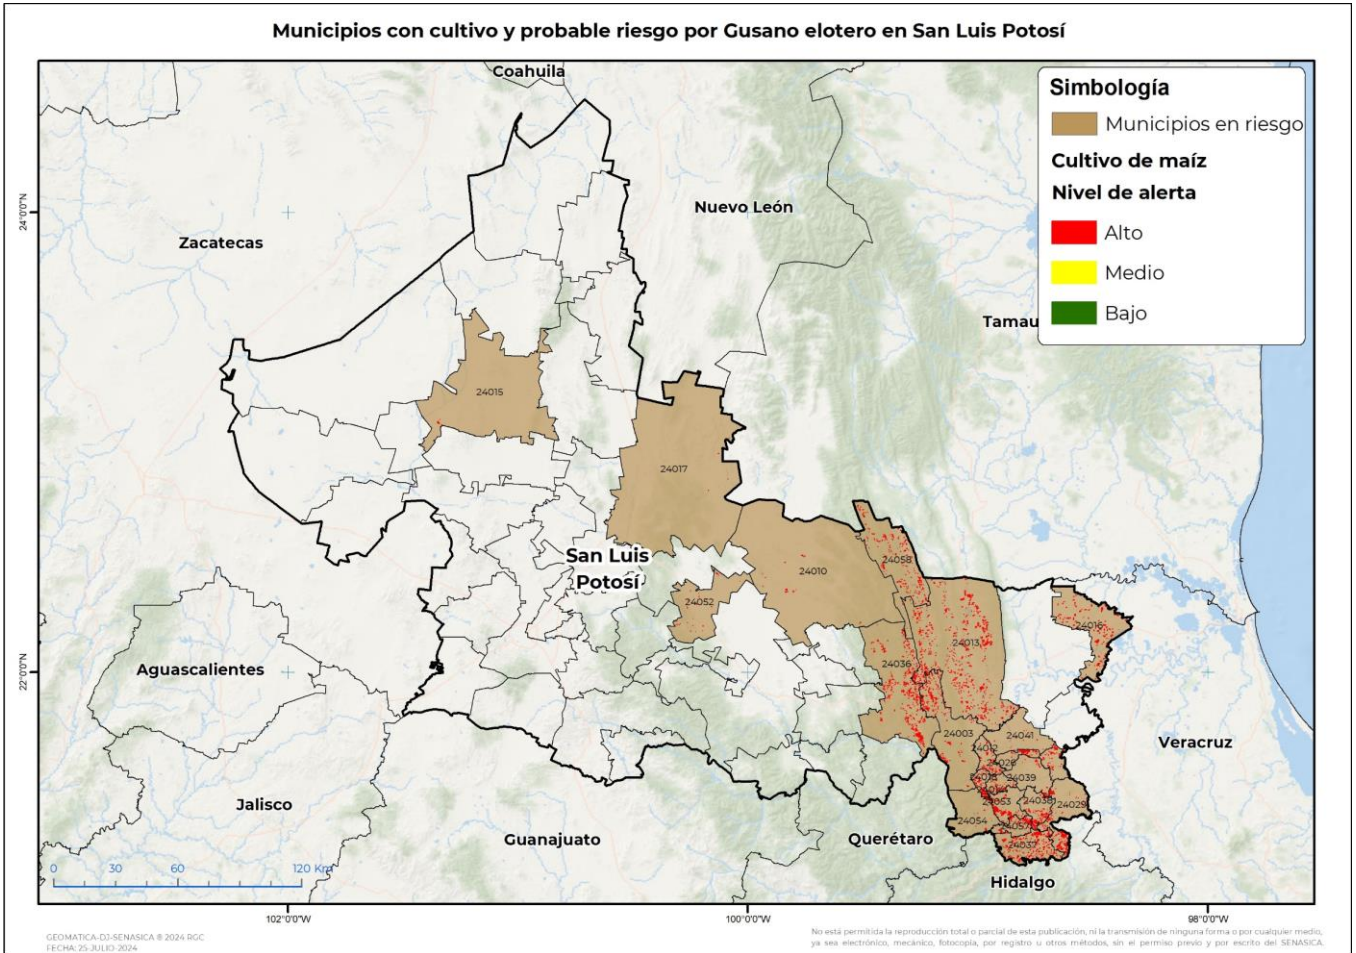 Municipios con cultivo y probable riesgo por Gusano elotero en San Luis Potosí
Coahuila
Simbología
Municipios en riesgo
Cultivo de maíz
Nivel de alerta
Alto
Medio
Bajo
24°0'0"N
Nuevo León
Zacatecas
Tamau
24015
24017
San Luis
Potosí
24010
24058
24052
24016
24013
24036
22°0'0"N
Aguascalientes
24003
24041
24012
Veracruz
24026
24018
24039
24053
24038
24029
Jalisco
24054
24057
Guanajuato
Querétaro
24037
Hidalgo
0 30 60 120 Km
102°0'0"W
100°0'0"W
98°0'0"W
GEOMATICA-DJ-SENASICA ® 2024 RGC
FECHA: 25-JULIO-2024
No está permitida la reproducción total o parcial de esta publicación, ni la transmisión de ninguna forma o por cualquier medio,
ya sea electrónico, mecánico, fotocopia, por registro u otros métodos, sin el permiso previo y por escrito del SENASICA.